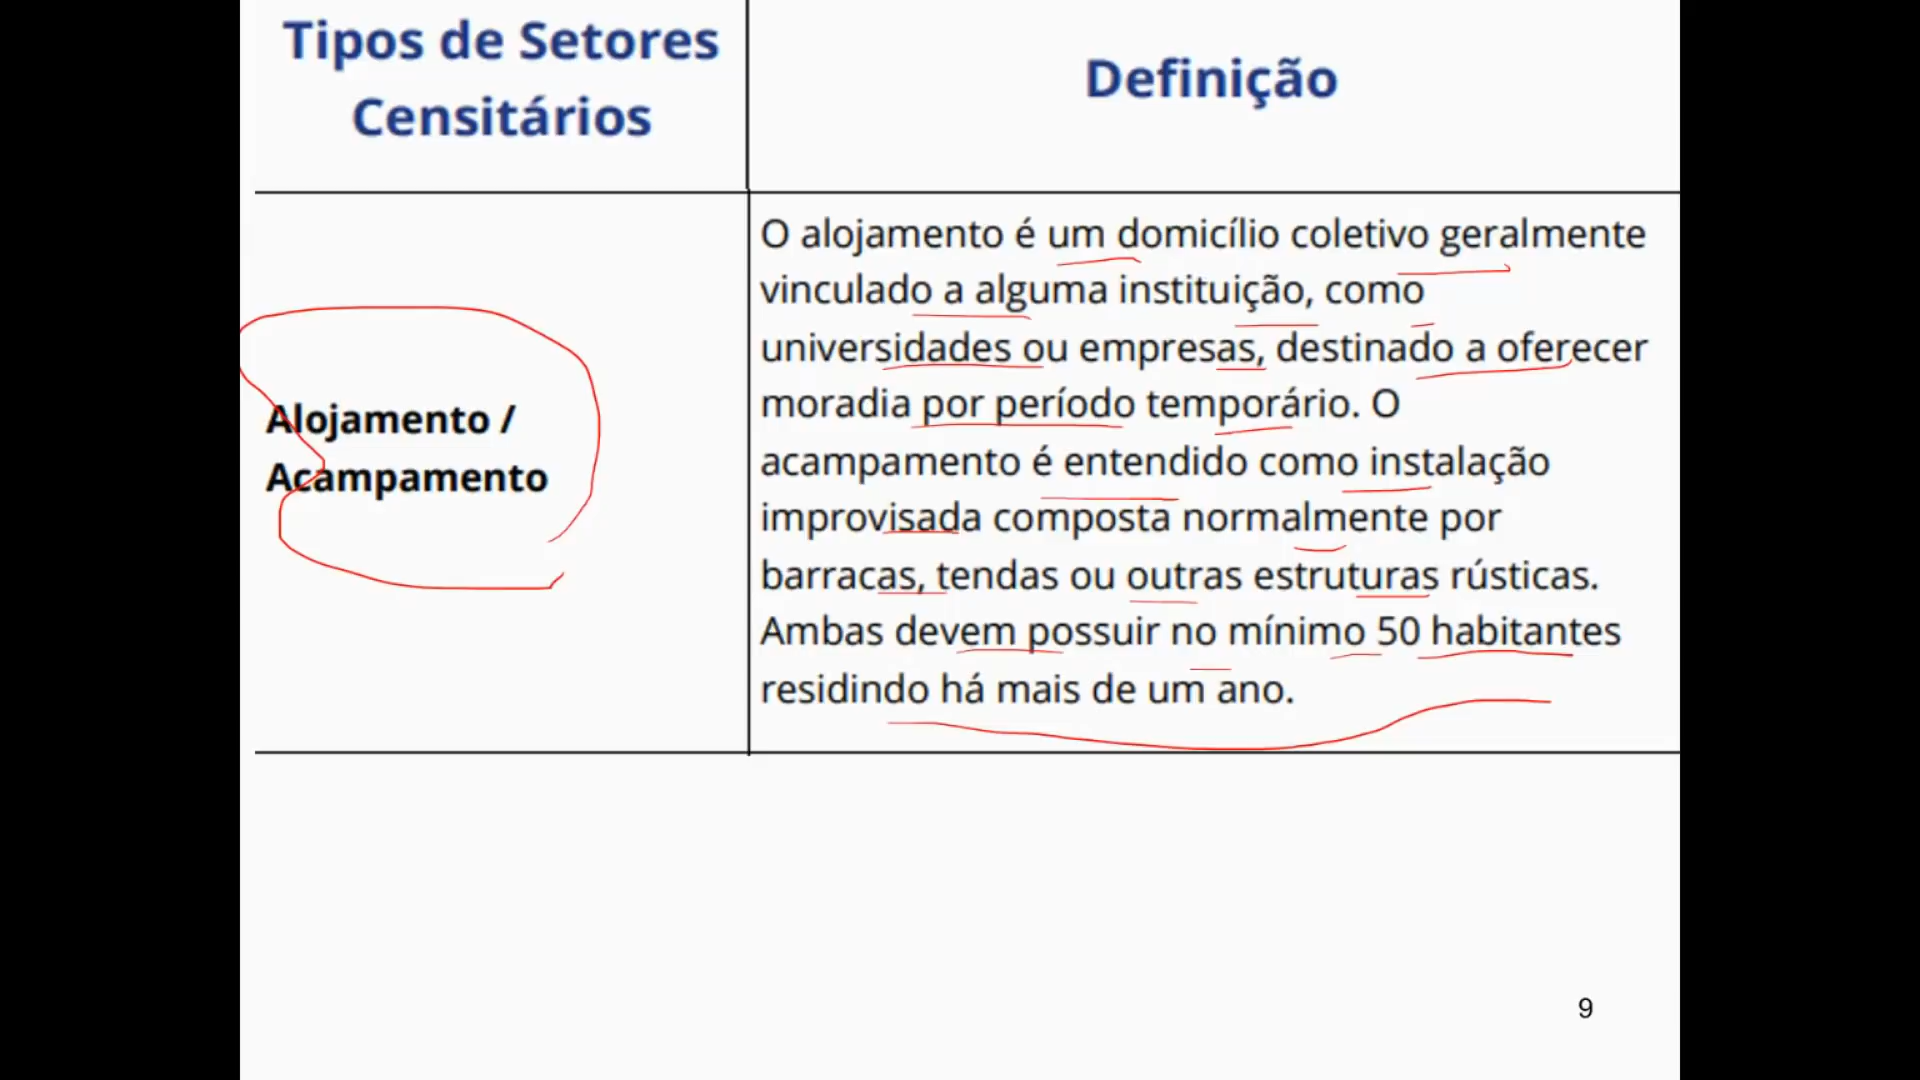 Tipos de Setores
Censitários
Definição
Alojamento /
Acampamento
O alojamento é um domicílio coletivo geralmente
vinculado a alguma instituição, como
universidades ou empresas, destinado a oferecer
moradia por período temporário. O
acampamento é entendido como instalação
improvisada composta normalmente por
barracas, tendas ou outras estruturas rústicas.
Ambas devem possuir no mínimo 50 habitantes
residindo há mais de um ano.
9